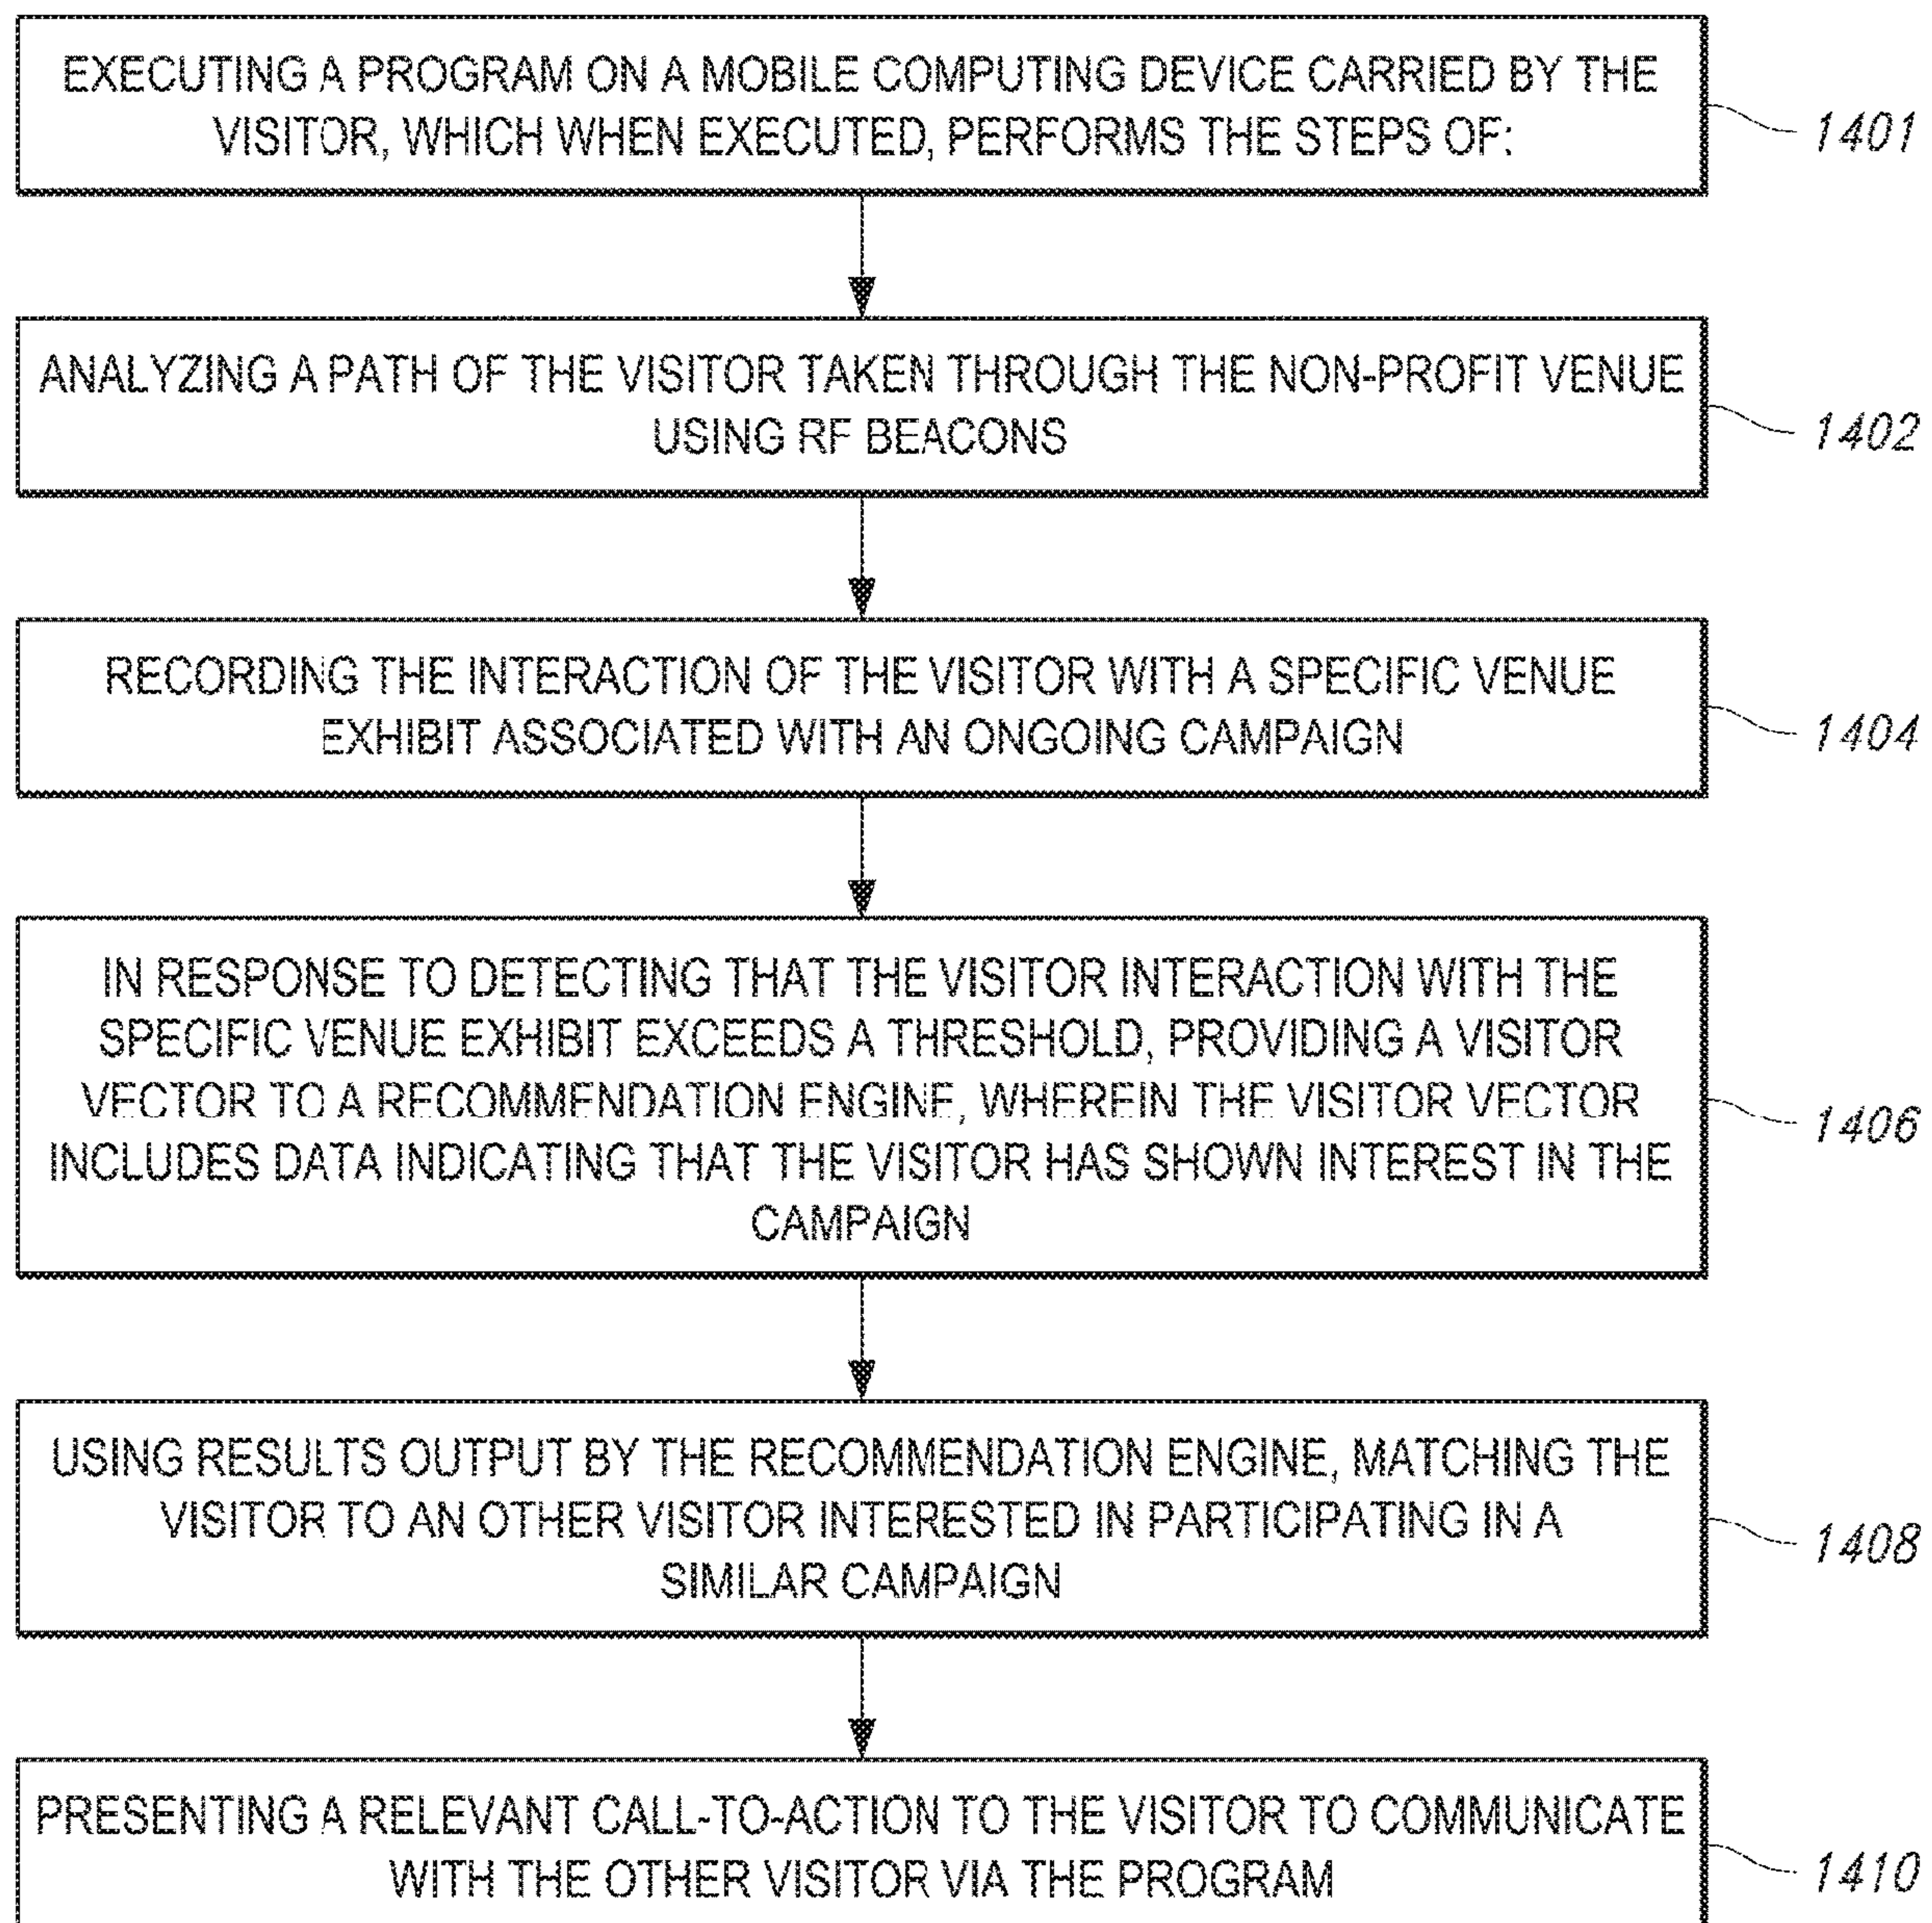 EXECUTING A PROGRAM ON A MOBILE COMPUTING DEVICE CARRIED BY THE
VISITOR, WHICH WHEN EXECUTED, PERFORMS THE STEPS OF:
1401
ANALYZING A PATH OF THE VISITOR TAKEN THROUGH THE NON-PROFIT VENUE
USING RF BEACONS
1402
RECORDING THE INTERACTION OF THE VISITOR WITH A SPECIFIC VENUE
EXHIBIT ASSOCIATED WITH AN ONGOING CAMPAIGN
1404
IN RESPONSE TO DETECTING THAT THE VISITOR INTERACTION WITH THE
SPECIFIC VENUE EXHIBIT EXCEEDS A THRESHOLD, PROVIDING A VISITOR
VECTOR TO A RECOMMENDATION ENGINE, WHEREIN THE VISITOR VECTOR
INCLUDES DATA INDICATING THAT THE VISITOR HAS SHOWN INTEREST IN THE
CAMPAIGN
1406
USING RESULTS OUTPUT BY THE RECOMMENDATION ENGINE, MATCHING THE
VISITOR TO AN OTHER VISITOR INTERESTED IN PARTICIPATING IN A
SIMILAR CAMPAIGN
1408
PRESENTING A RELEVANT CALL-TO-ACTION TO THE VISITOR TO COMMUNICATE
WITH THE OTHER VISITOR VIA THE PROGRAM
1410